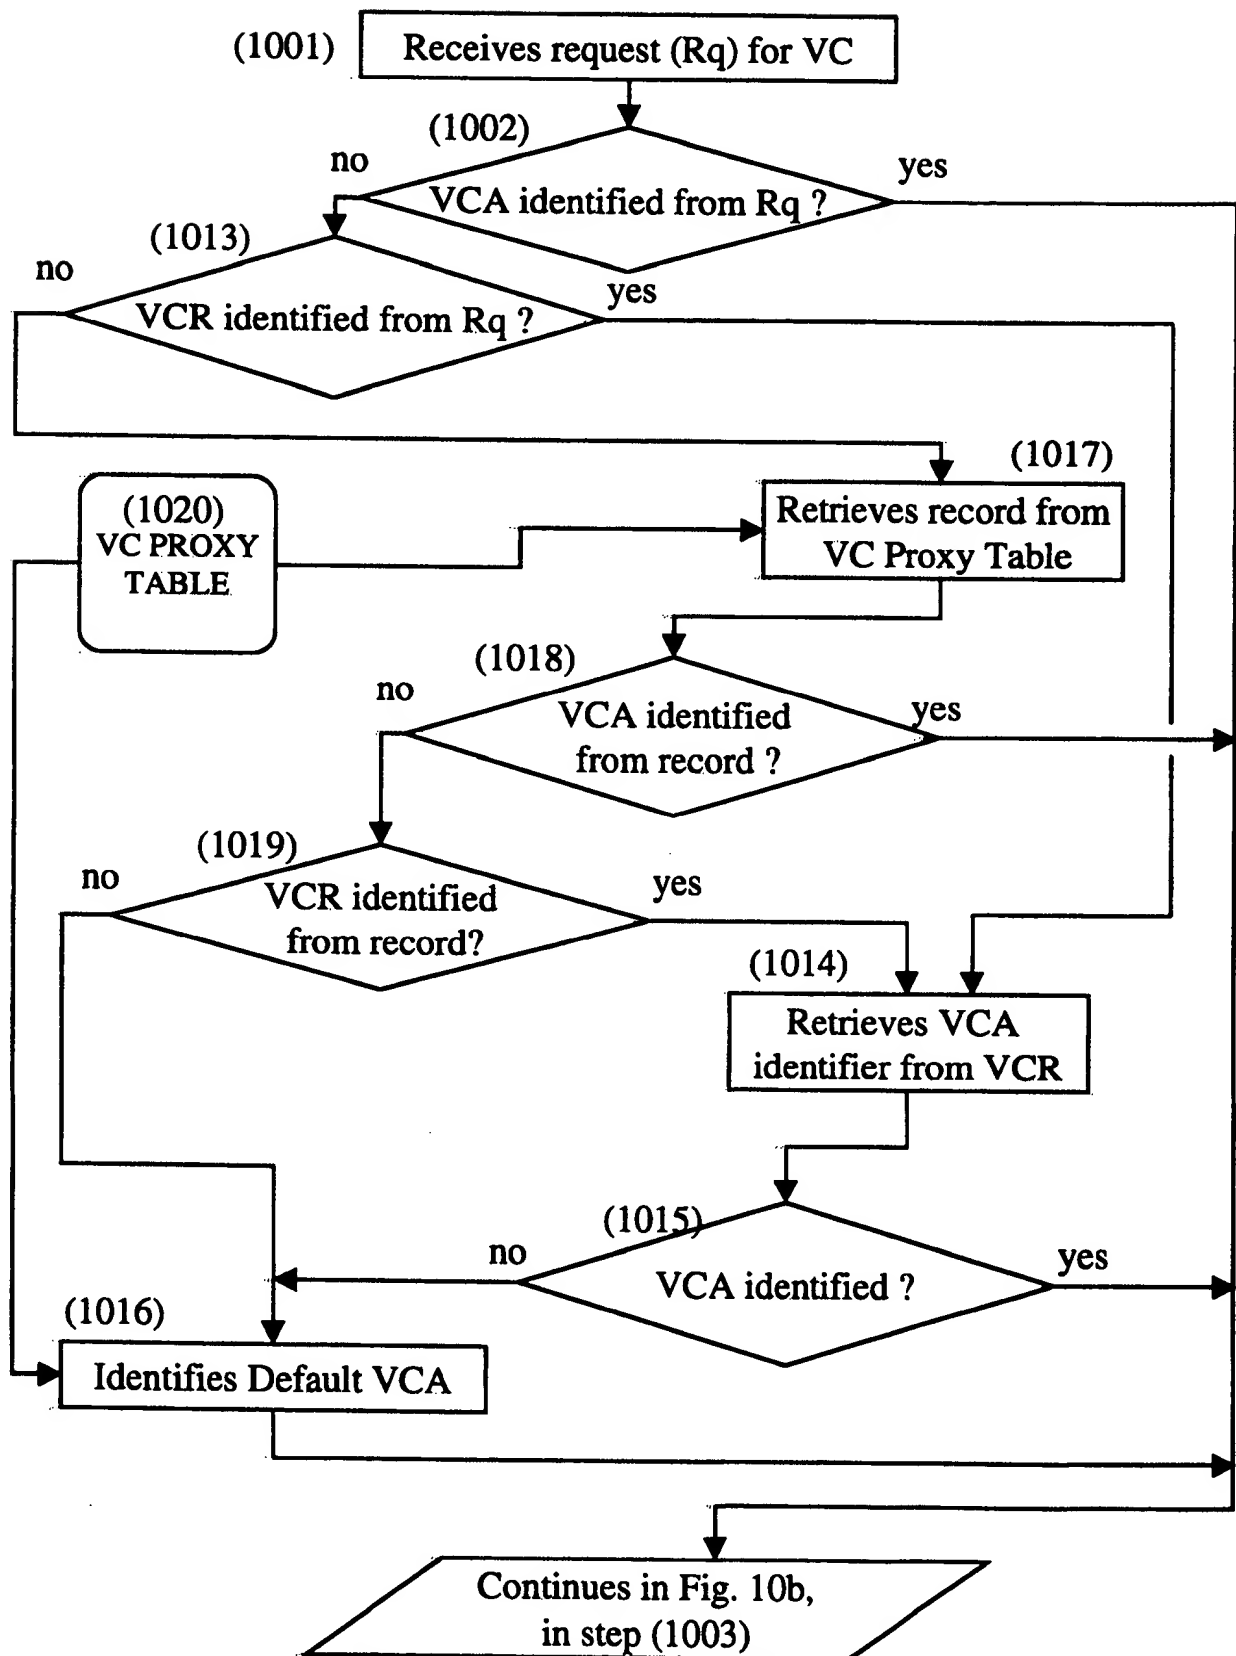 (1001)
Receives request (Rq) for VC
(1002)
no
yes
VCA identified from Rq ?
(1013)
no
yes
VCR identified from Rq ?
(1017)
Retrieves record from
VC Proxy Table
(1020)
VC PROXY
TABLE
(1018)
no
yes
VCA identified
from record ?
(1019)
no
yes
VCR identified
from record?
(1014)
Retrieves VCA
identifier from VCR
(1015)
no
yes
VCA identified ?
(1016)
Identifies Default VCA
Continues in Fig. 10b,
in step (1003)